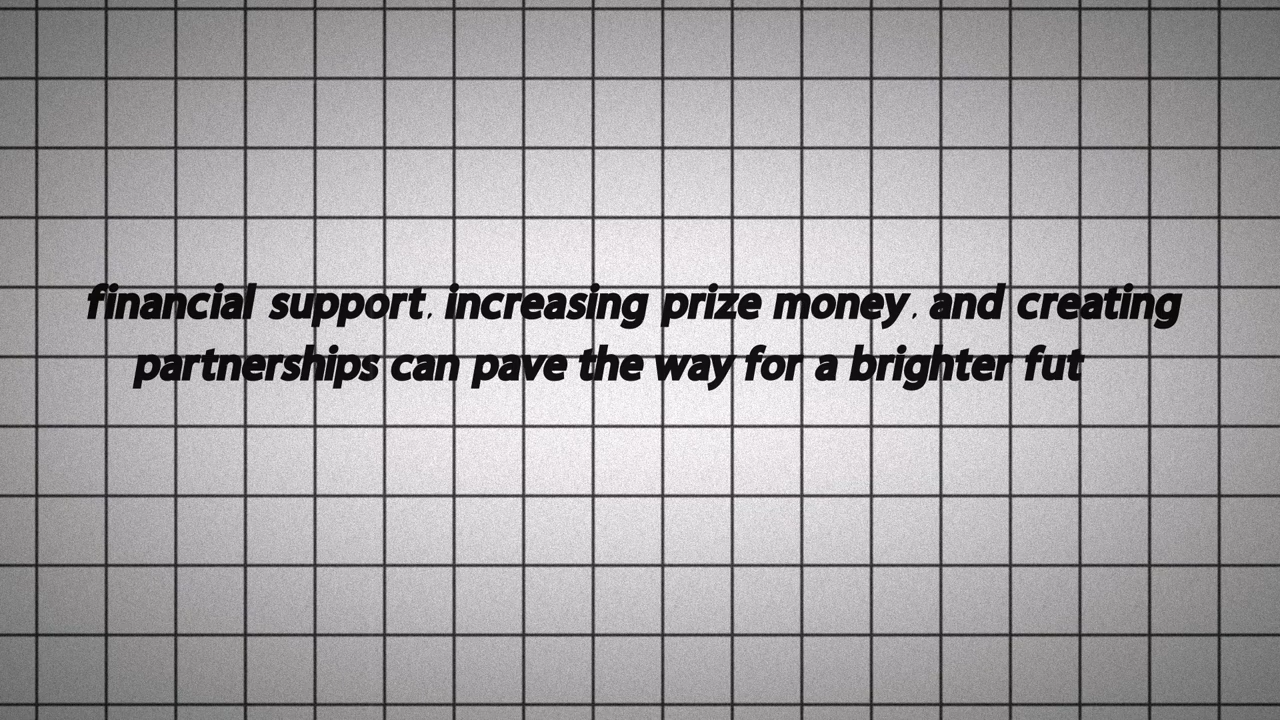 financial support, increasing prize money, and creating
partnerships can pave the way for a brighter fut